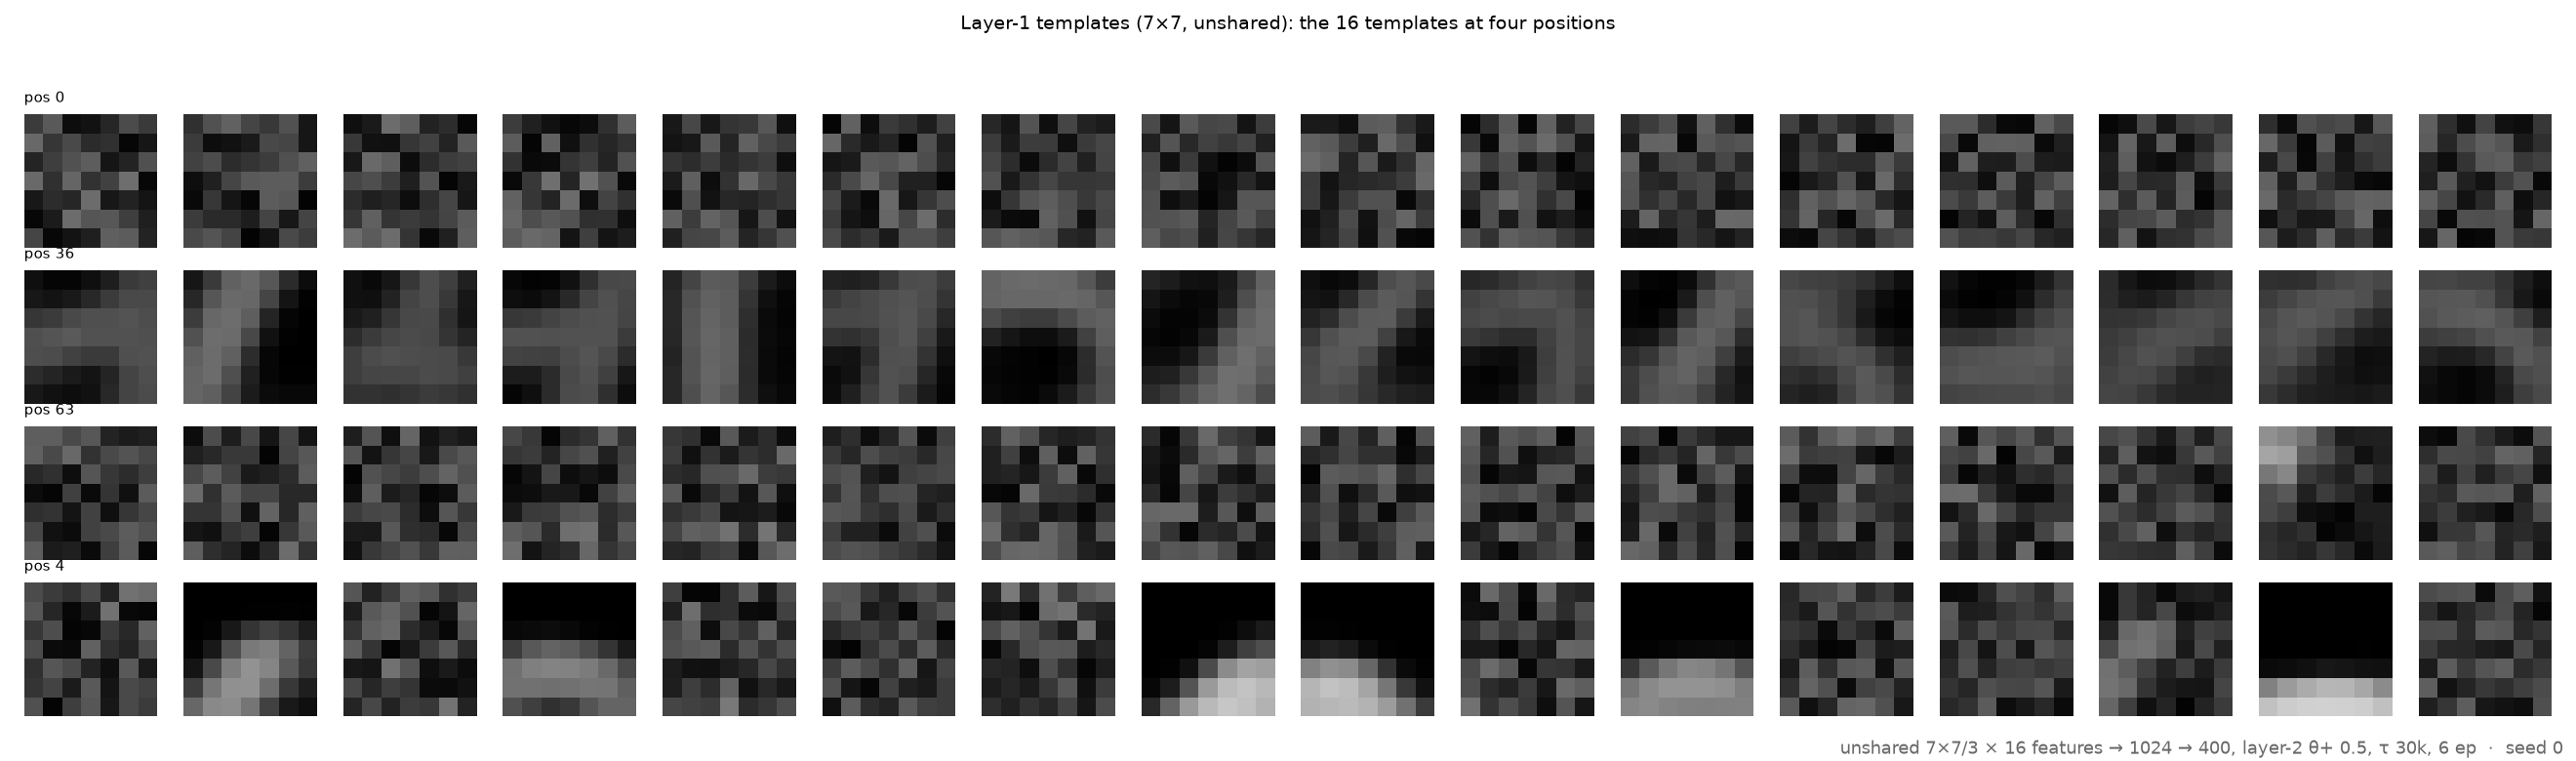 Layer-1 templates (7×7, unshared): the 16 templates at four positions
pos 0
pos 36
pos 63
pos 4
unshared 7×7/3 × 16 features → 1024 → 400, layer-2 θ+ 0.5, τ 30k, 6 ep · seed 0